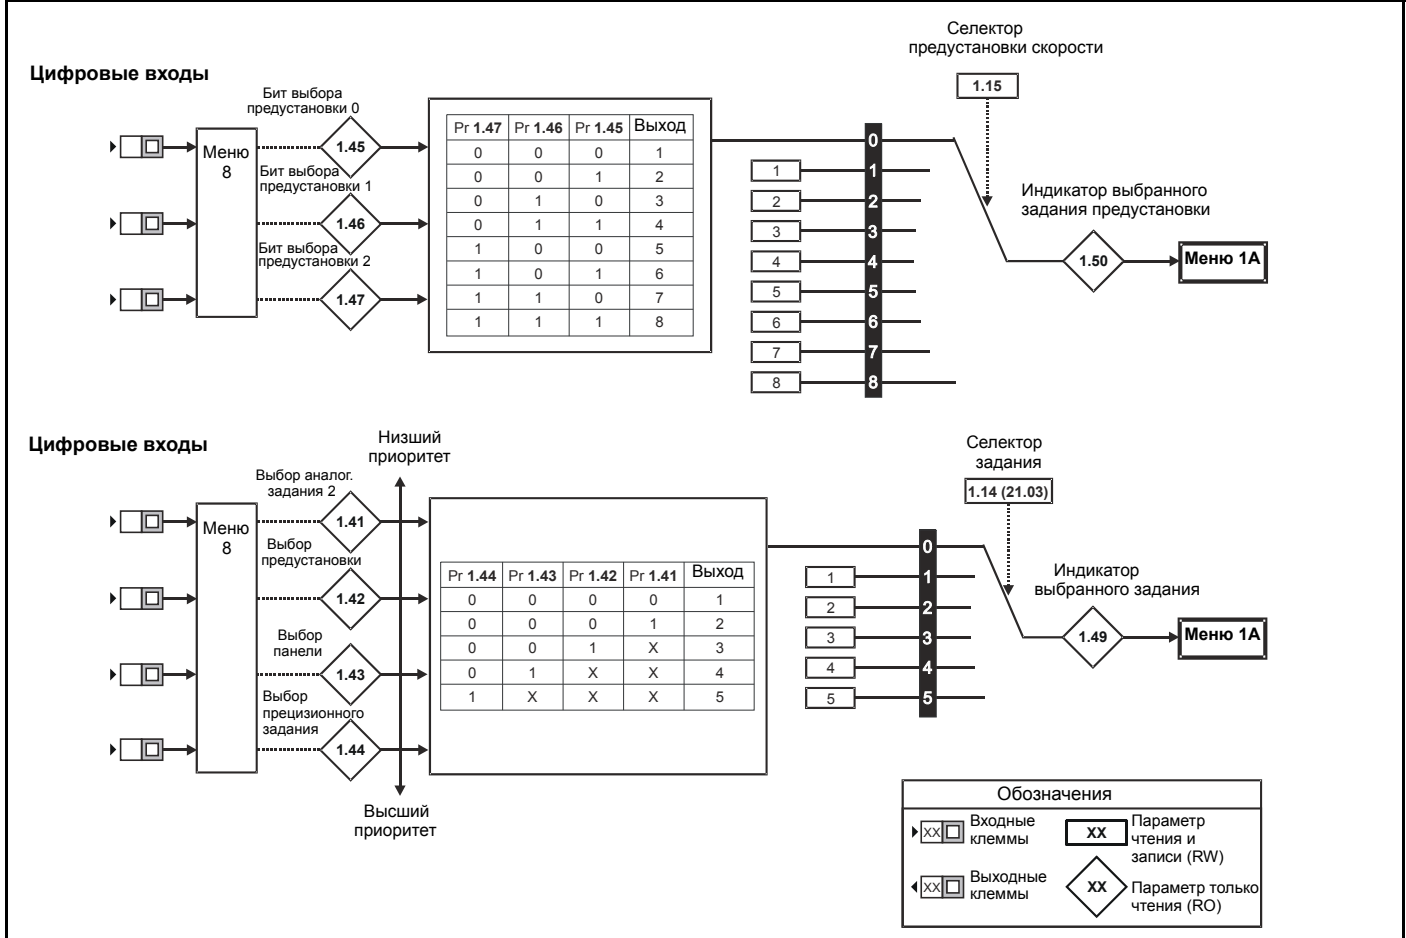 Селектор
предустановки скорости
1.15
Цифровые входы
Бит выбора
предустановки 0
1.45
Бит выбора
предустановки 1
1.46
Бит выбора
предустановки 2
1.47
Меню
8
Pr 1.47 Pr 1.46 Pr 1.45 Выход
0 0 0 1
0 0 1 2
0 1 0 3
0 1 1 4
1 0 0 5
1 0 1 6
1 1 0 7
1 1 1 8
0
1 1
2 2
3 3
4 4
5 5
6 6
7 7
8 8
Индикатор выбранного
задания предустановки
1.50
Меню 1A
Цифровые входы
Низший
приоритет
Выбор аналог.
задания 2
1.41
Выбор
предустановки
1.42
Выбор
панели
1.43
Выбор
прецизионного
задания
1.44
Меню
8
Высший
приоритет
Pr 1.44 Pr 1.43 Pr 1.42 Pr 1.41 Выход
0 0 0 0 1
0 0 0 1 2
0 0 1 X 3
0 1 X X 4
1 X X X 5
Селектор
задания
1.14 (21.03)
0
1 1
2 2
3 3
4 4
5 5
Индикатор
выбранного задания
1.49
Меню 1A
Обозначения
XX
Входные
клеммы
XX
Параметр
чтения и
записи (RW)
XX
Выходные
клеммы
XX
Параметр только
чтения (RO)